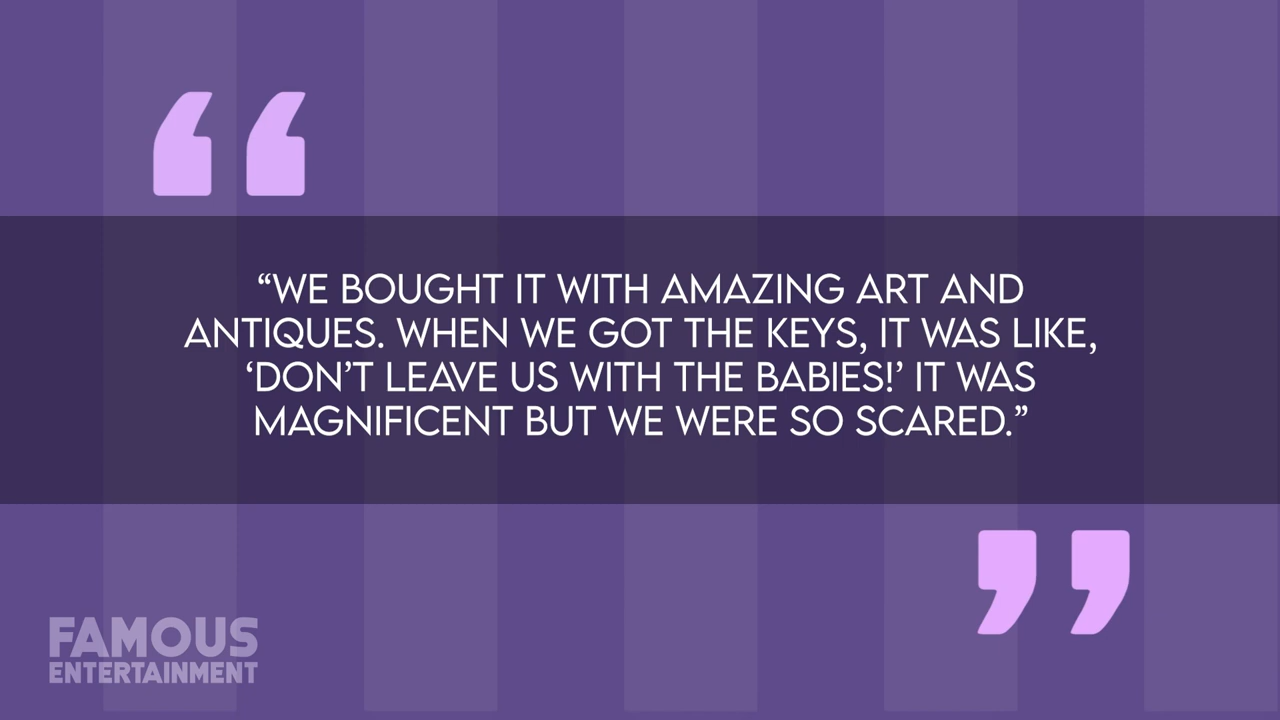 “WE BOUGHT IT WITH AMAZING ART AND
ANTIQUES. WHEN WE GOT THE KEYS, IT WAS LIKE,
‘DON’T LEAVE US WITH THE BABIES!’ IT WAS
MAGNIFICENT BUT WE WERE SO SCARED.”
FAMOUS
ENTERTAINMENT